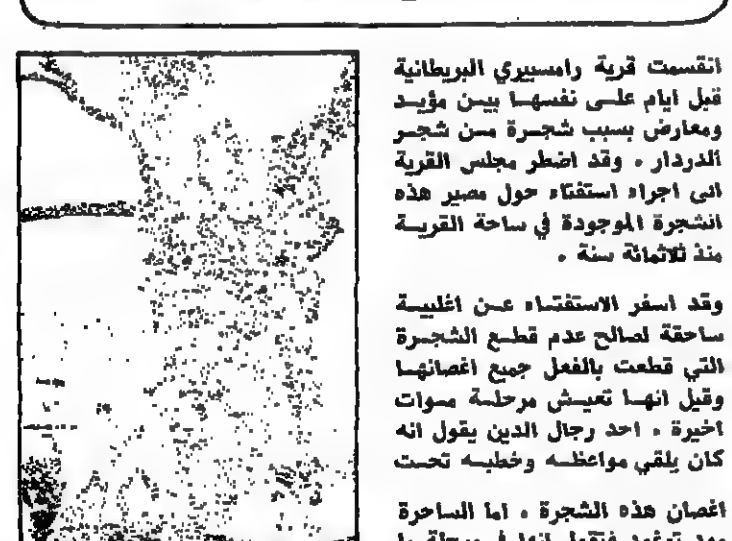 انقسمت قرية رامسبيري البريطانية
قبل ايام على نفسها بين مؤيد
ومعارض بسبب شجرة من شجر
الدردار . وقد اضطر مجلس القرية
الى اجراء استفتاء حول مصير هذه
الشجرة الموجودة في ساحة القرية
منذ ثلاثمائة سنة .
وقد اسفر الاستفتاء عن اغلبية
ساحقة لصالح عدم قطع الشجرة
التي قطعت بالفعل جميع اغصانها
وقيل انها تعيش مرحلة موات
اخيرة . احد رجال الدين يقول انه
كان يلقي مواعظه وخطبه تحت
اغصان هذه الشجرة . اما الساحرة